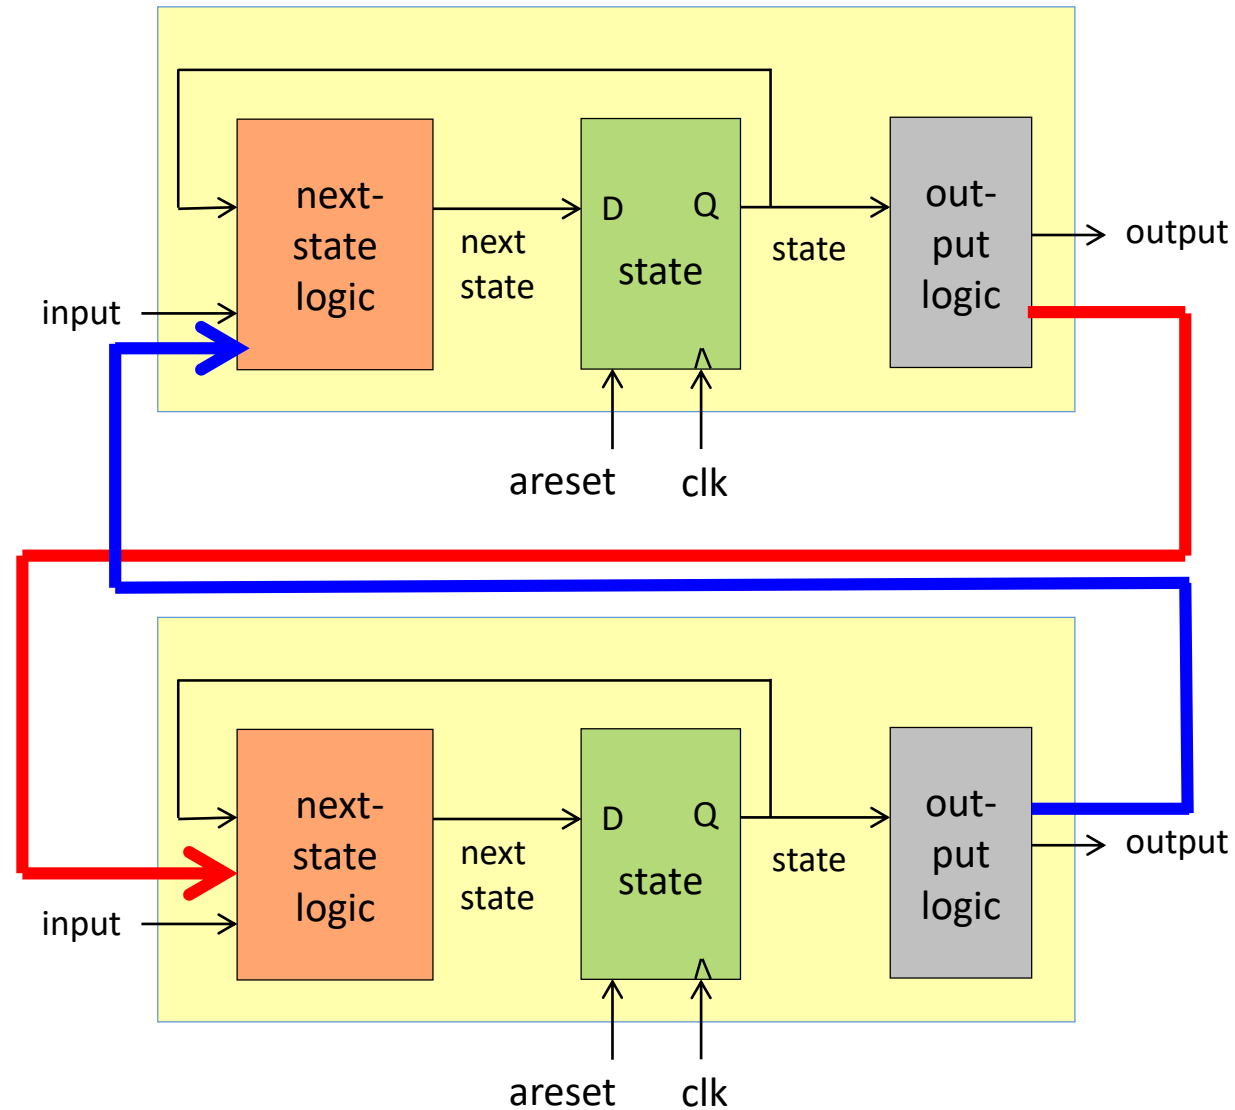 next-
state
logic
next
state
D
Q
state
state
out-
put
logic
output
input
areset
clk
next-
state
logic
next
state
D
Q
state
state
out-
put
logic
output
input
areset
clk